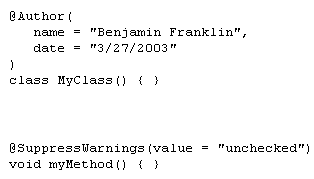 @Author(
   name = "Benjamin Franklin",
   date = "3/27/2003"
)
class MyClass() { }
@SuppressWarnings(value = "unchecked")
void myMethod() { }